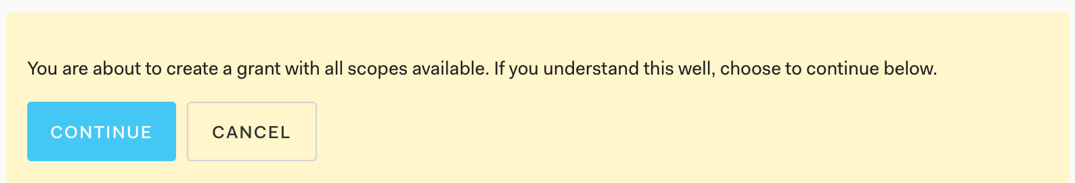 You are about to create a grant with all scopes available. If you understand this well, choose to continue below.
CONTINUE
CANCEL